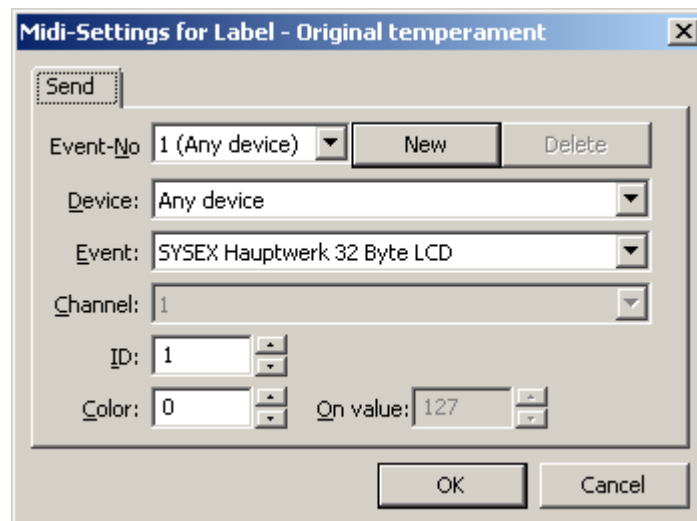 Midi-Settings for Label - Original temperament
Send
Event-No 1 (Any device) New Delete
Device: Any device
Event: SYSEX Hauptwerk 32 Byte LCD
Channel: 1
ID: 1
Color: 0 On value: 127
OK Cancel